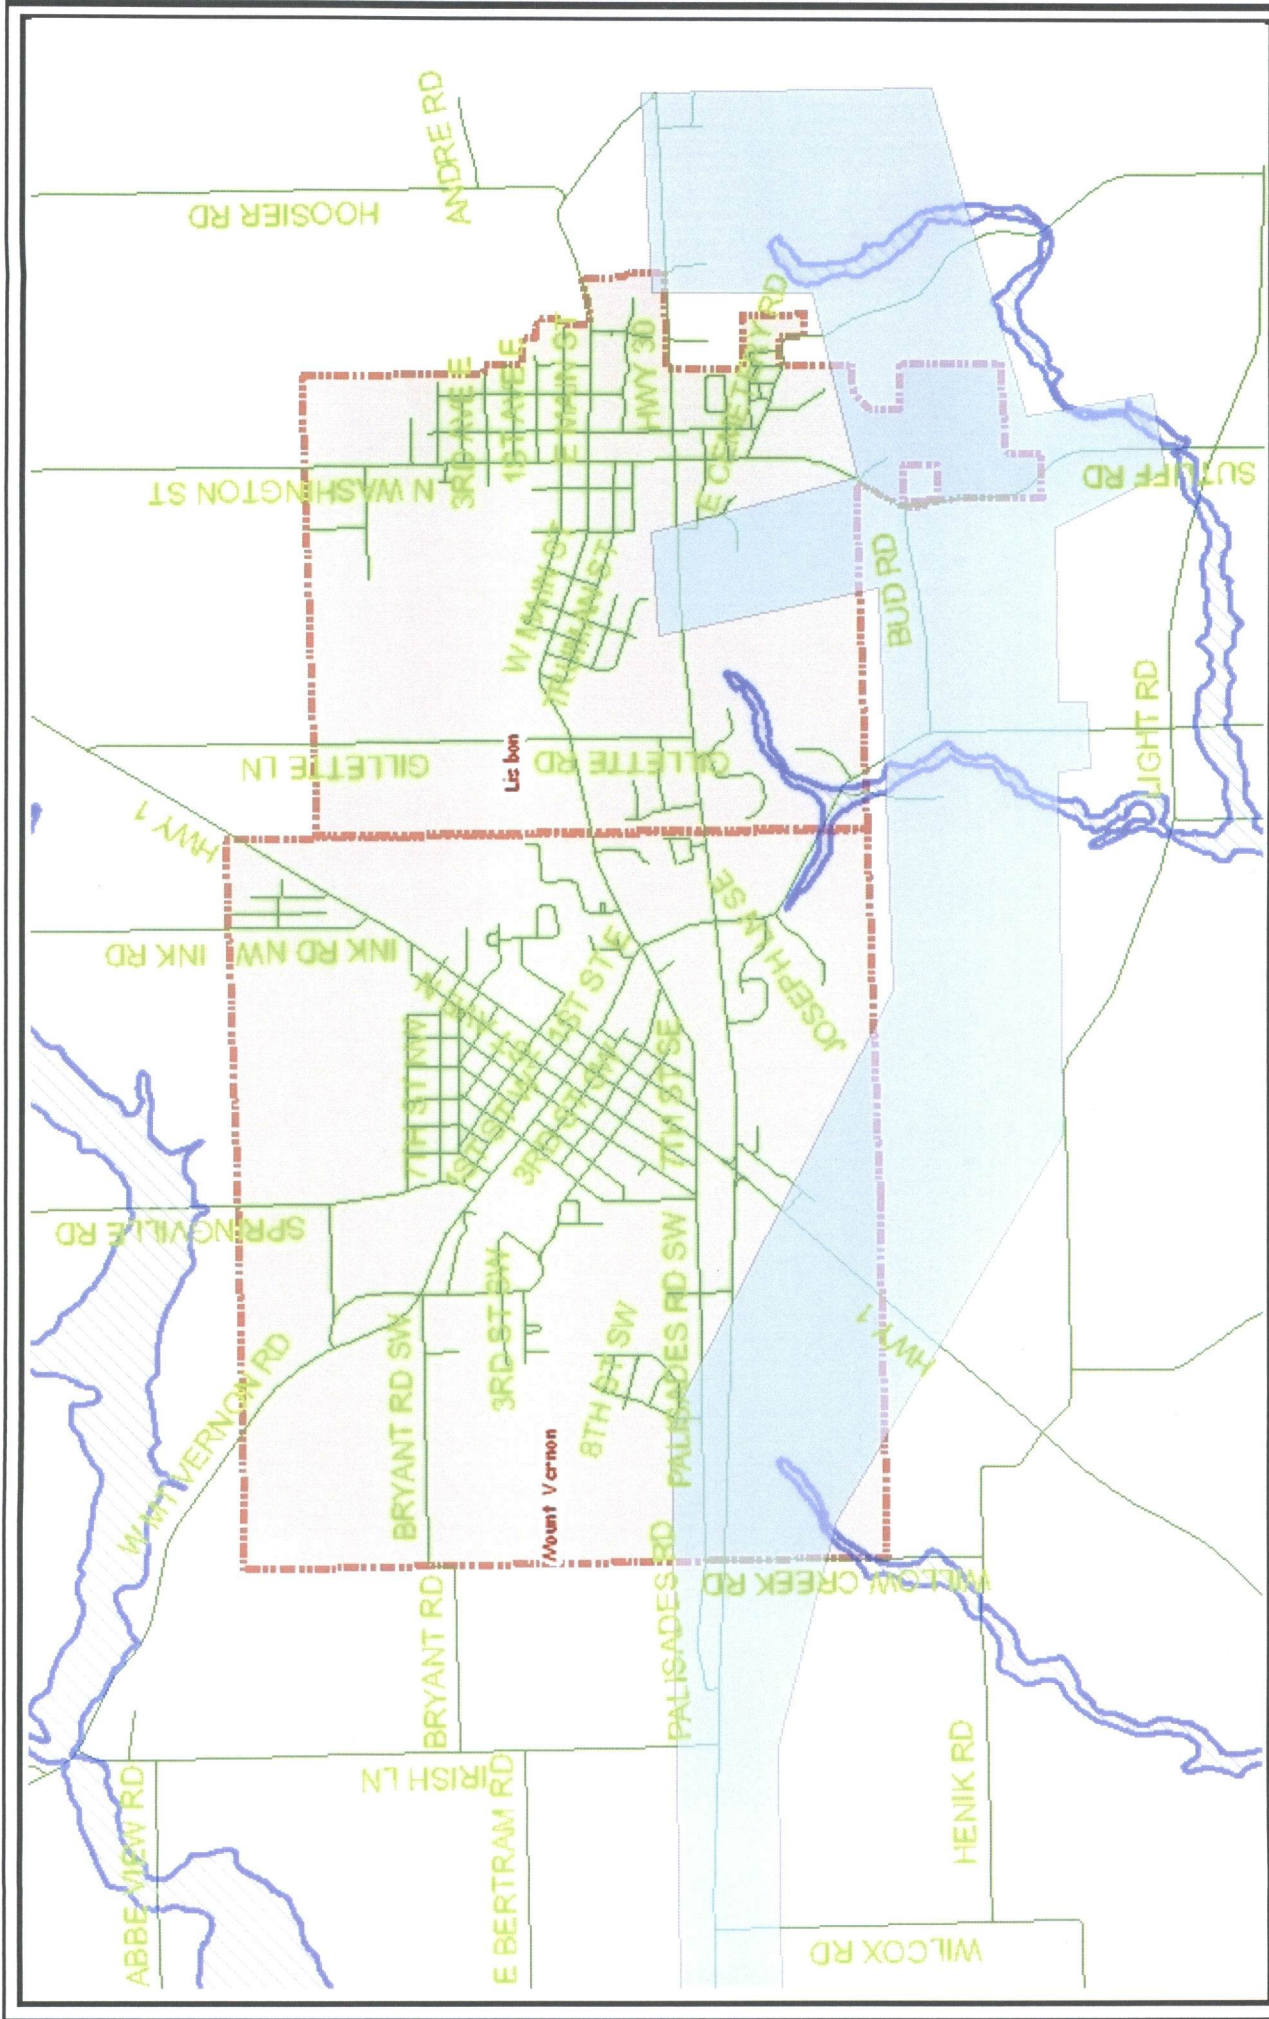 ANDRE RD
HOOSIER RD
3RD AVE E
1ST AVE E
E MAIN ST
HWY 30
E CEMETERY RD
N WASHINGTON ST
SUTLIFF RD
W MAIN ST
TRUMAN ST
BUD RD
LIGHT RD
GILLETTE LN
Lisbon
GILLETTE RD
HWY 1
INK RD
INK RD NW
JOSEPH LN SE
1ST ST E
7TH ST NW
1ST ST W
3RD ST SW
7TH ST SE
SPRINGVILLE RD
W MT VERNON RD
BRYANT RD SW
3RD ST SW
8TH ST SW
PALISADES RD SW
HWY 1
Mount Vernon
BRYANT RD
PALISADES RD
WILLOW CREEK RD
ABBE VIEW RD
IRISH LN
E BERTRAM RD
HENIK RD
WILCOX RD